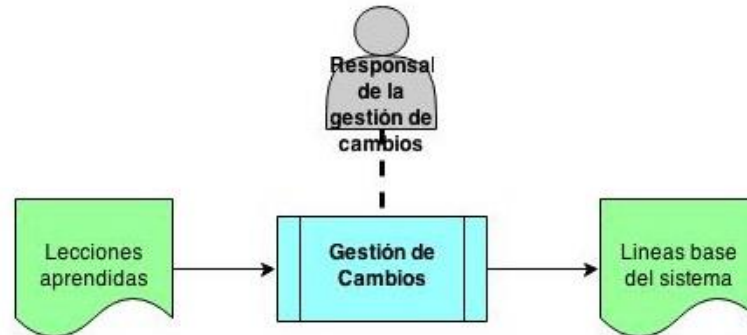 Responsal
de la
gestión de
cambios
Lecciones
aprendidas
Gestión de
Cambios
Lineas base
del sistema